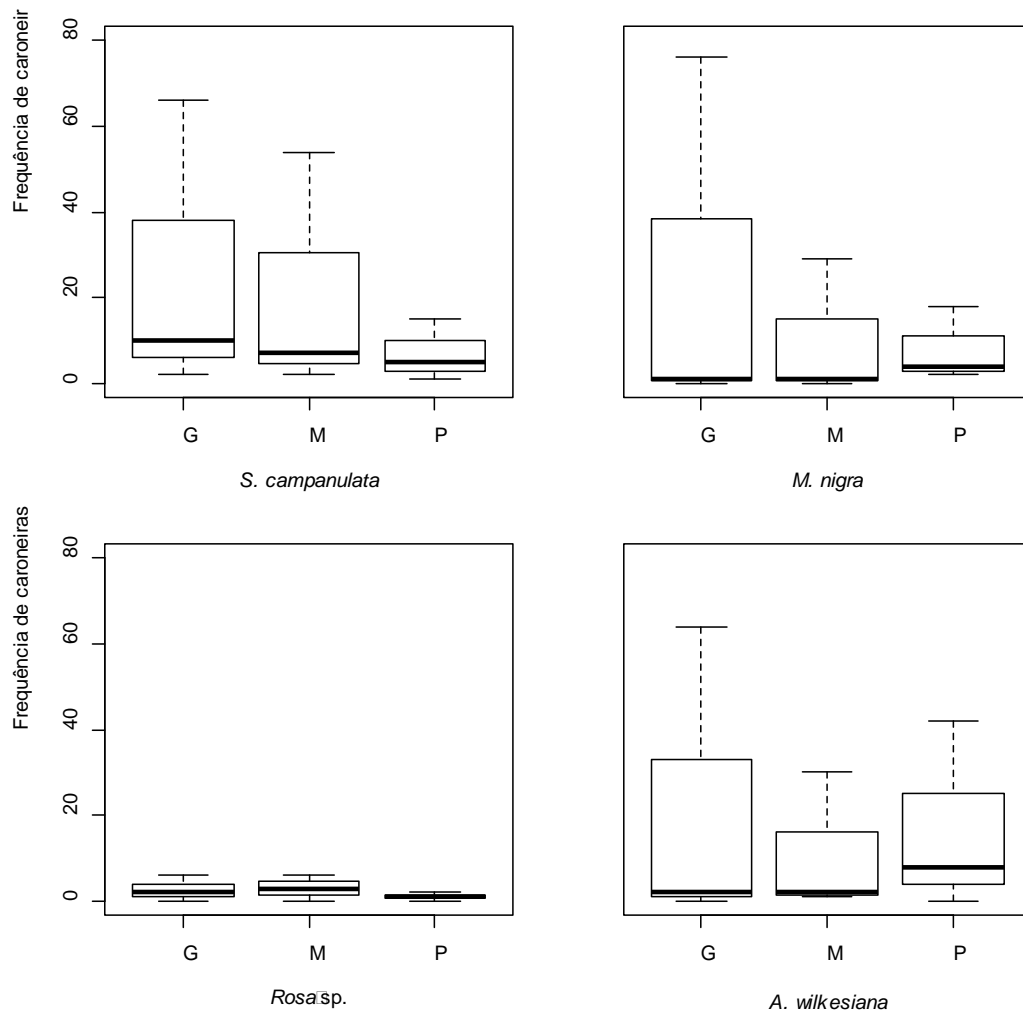 Frequência de caroneir
80
60
40
20
0
G M P
S. campanulata
G M P
M. nigra
Frequência de caroneiras
80
60
40
20
0
G M P
Rosa sp.
G M P
A. wilkesiana